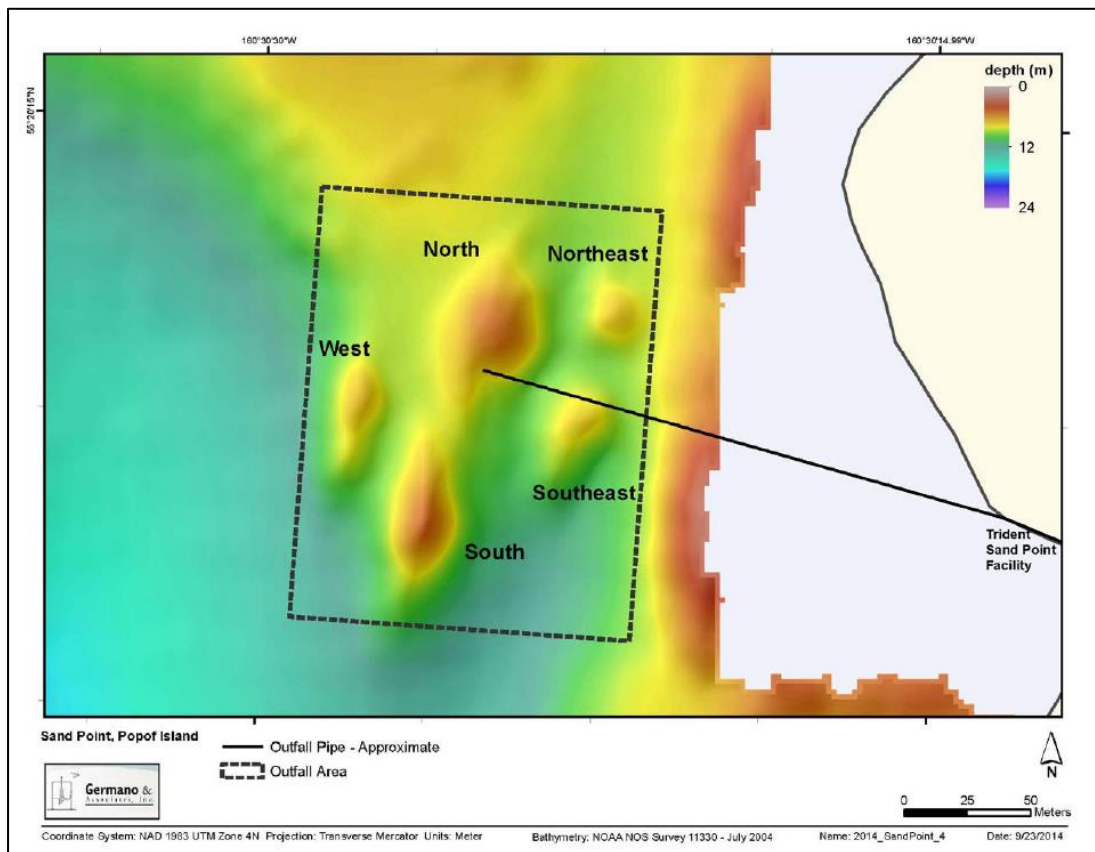 160°30'30"W
160°30'14.99"W
55°20'15"N
depth (m)
0
12
24
North
Northeast
West
Southeast
South
Trident
Sand Point
Facility
Sand Point, Popof Island
Outfall Pipe - Approximate
Outfall Area
Germano &
Associates, Inc.
N
0 25 50
Meters
Coordinate System: NAD 1983 UTM Zone 4N Projection: Transverse Mercator Units: Meter
Bathymetry: NOAA NOS Survey 11330 - July 2004
Name: 2014_SandPoint_4
Date: 9/23/2014